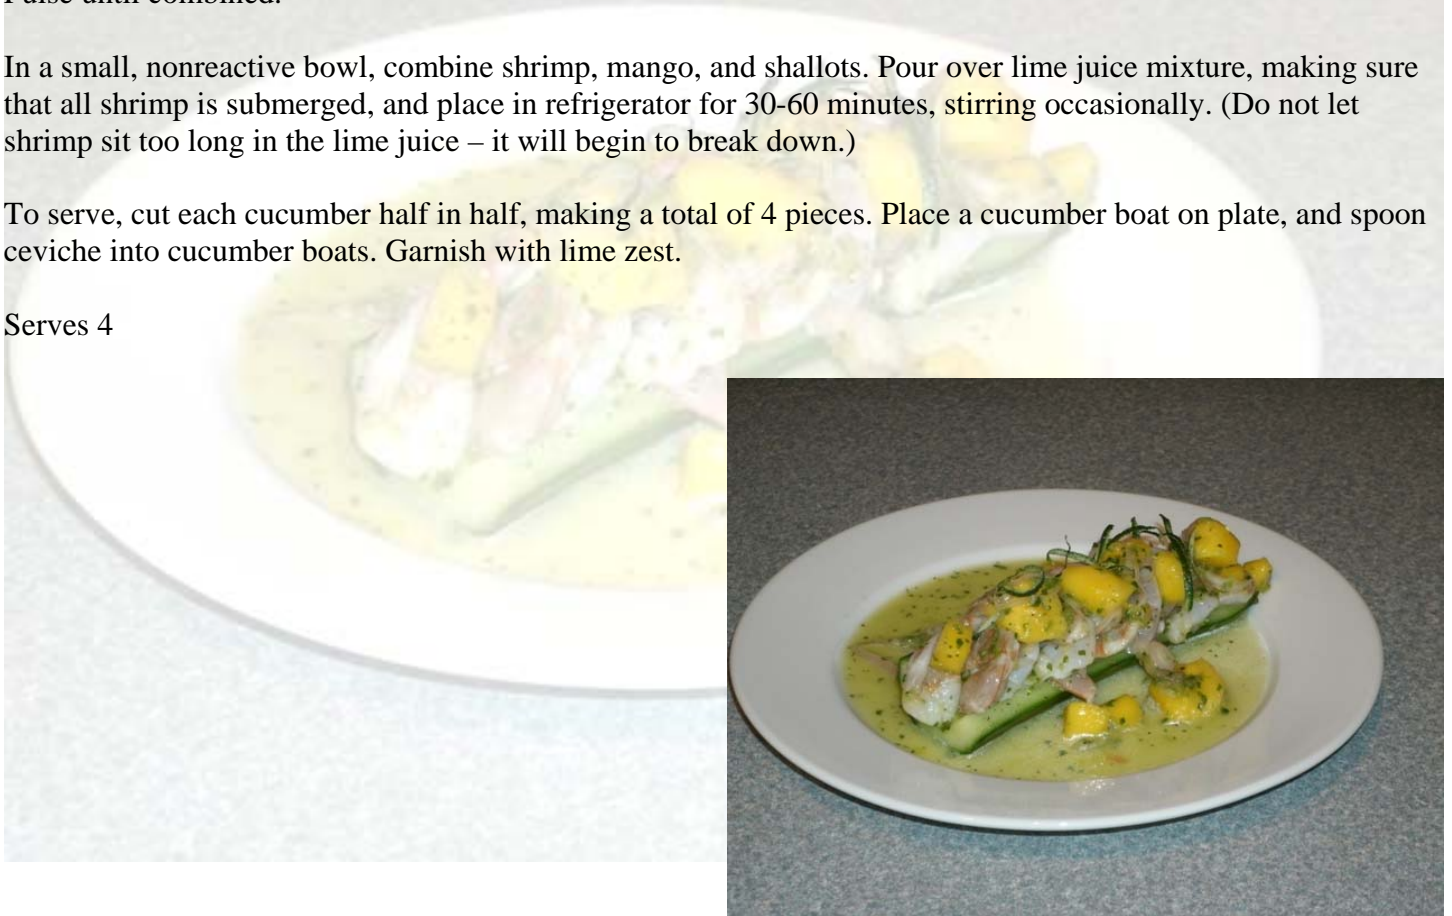 Pulse until combined.
In a small, nonreactive bowl, combine shrimp, mango, and shallots. Pour over lime juice mixture, making sure
that all shrimp is submerged, and place in refrigerator for 30-60 minutes, stirring occasionally. (Do not let
shrimp sit too long in the lime juice – it will begin to break down.)
To serve, cut each cucumber half in half, making a total of 4 pieces. Place a cucumber boat on plate, and spoon
ceviche into cucumber boats. Garnish with lime zest.
Serves 4